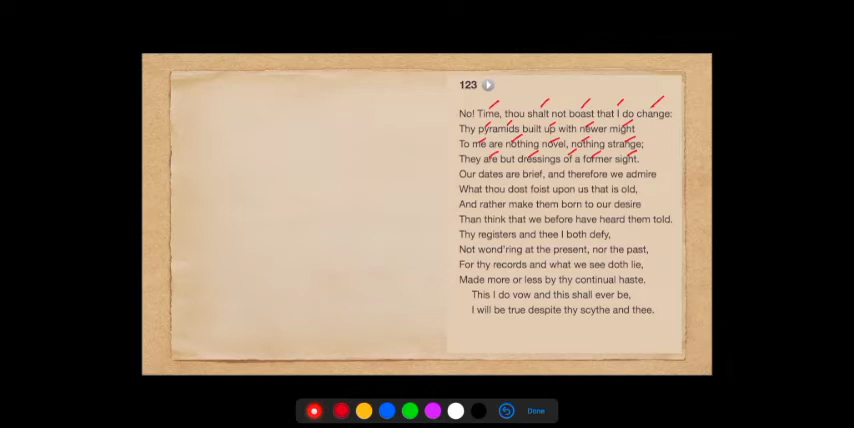 123
No! Time, thou shalt not boast that I do change:
Thy pyramids built up with newer might
To me are nothing novel, nothing strange;
They are but dressings of a former sight.
Our dates are brief, and therefore we admire
What thou dost foist upon us that is old,
And rather make them born to our desire
Than think that we before have heard them told.
Thy registers and thee I both defy,
Not wond'ring at the present, nor the past,
For thy records and what we see doth lie,
Made more or less by thy continual haste.
This I do vow and this shall ever be,
I will be true despite thy scythe and thee.
Done